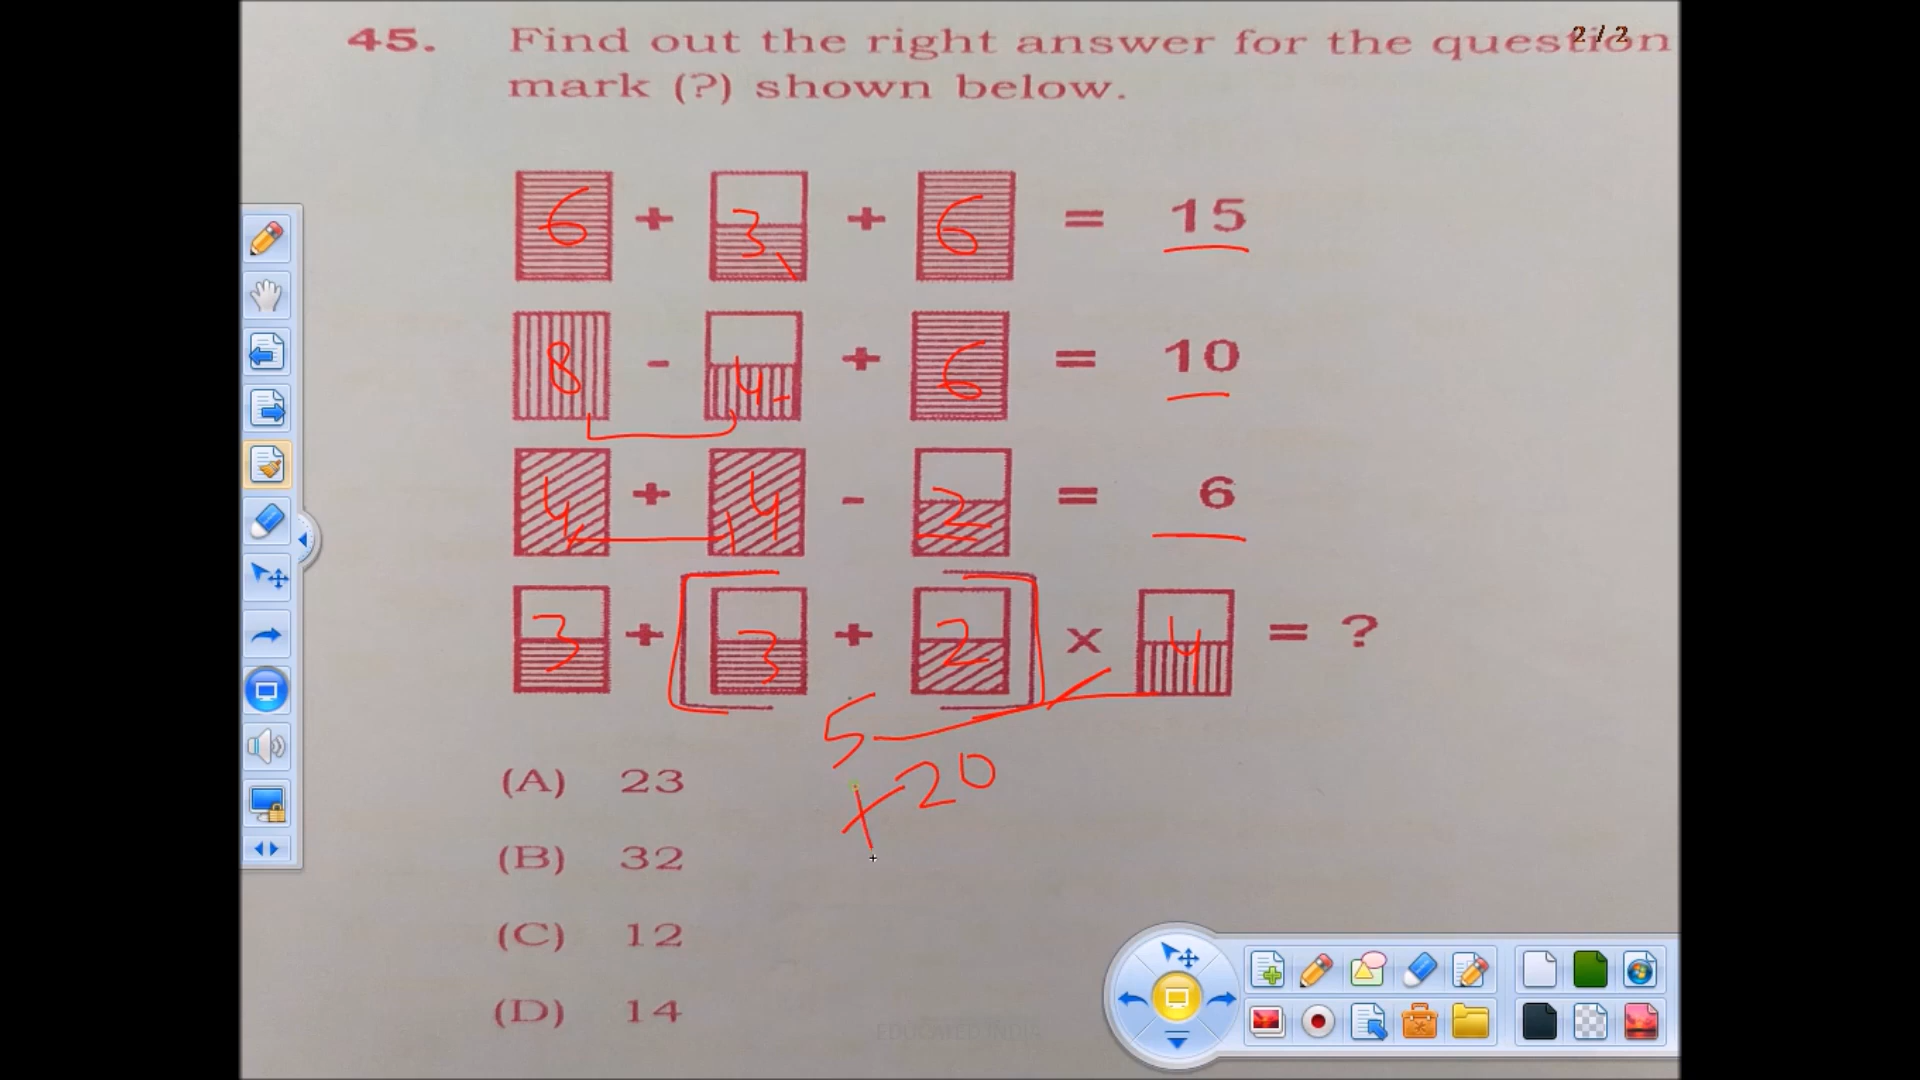 2 / 2
45. Find out the right answer for the question
mark (?) shown below.
6 + 3 + 6 = 15
8 - 4 + 6 = 10
4 + 4 - 2 = 6
3 + [ 3 + 2 ] x 4 = ?
5
+ 20
(A) 23
(B) 32
(C) 12
(D) 14